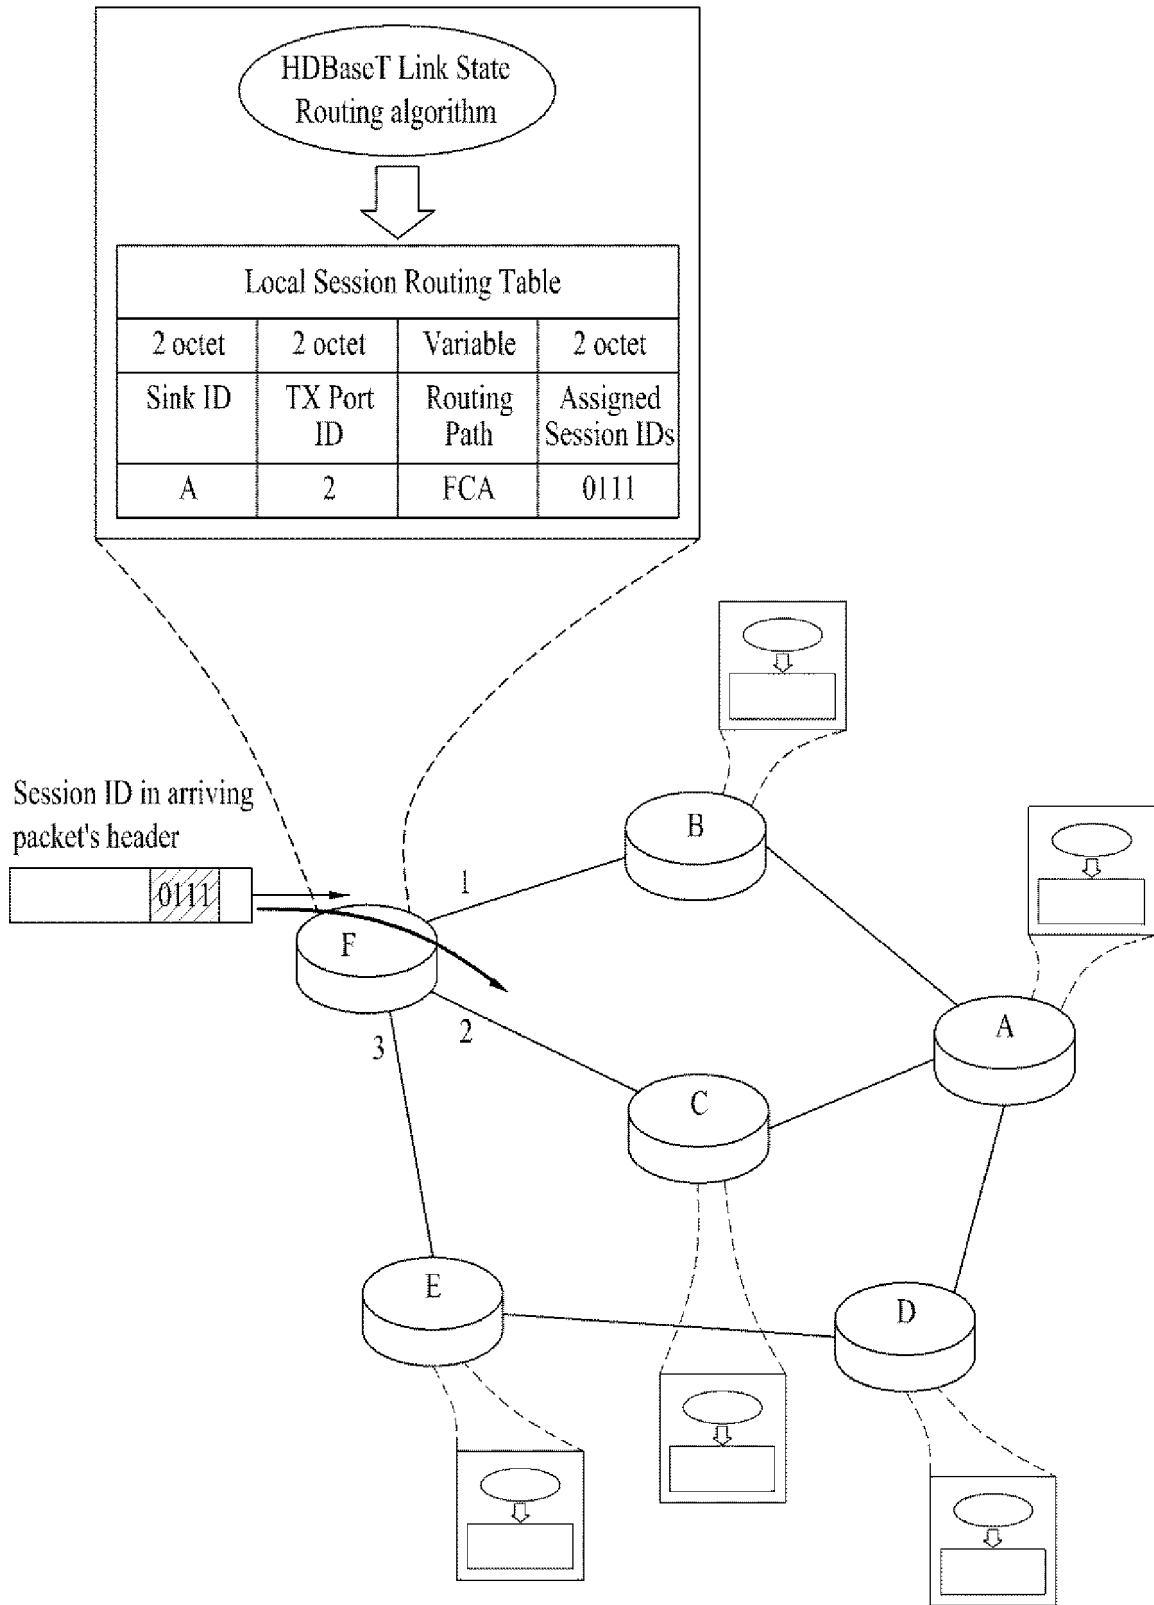 HDBaseT Link State
Routing algorithm
Local Session Routing Table
2 octet 2 octet Variable 2 octet
Sink ID TX Port Routing Assigned
ID Path Session IDs
A 2 FCA 0111
Session ID in arriving
packet's header
0111
1
B
F
A
2
3
C
E
D